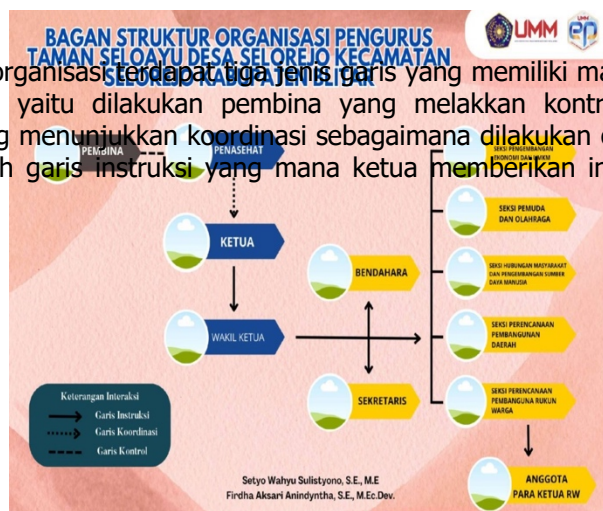 BAGAN STRUKTUR ORGANISASI PENGURUS
TAMAN SELOAYU DESA SELOREJO KECAMATAN
SELOREJO KABUPATEN BLITAR
UMM
organisasi terdapat tiga jenis garis yang memiliki
yaitu dilakukan pembina yang melakkan
menunjukkan koordinasi sebagaimana dilakukan
garis instruksi yang mana ketua memberikan
PEMBINA
PENASEHAT
SEKSI PENGEMBANGAN
EKONOMI DAN UMKM
SEKSI PEMUDA
DAN OLAHRAGA
KETUA
BENDAHARA
SEKSI HUBUNGAN MASYARAKAT
DAN PENGEMBANGAN SUMBER
DAYA MANUDA
WAKIL KETUA
SEKSI PERENCANAAN
PEMBANGUNAN
DAERAH
SEKRETARIS
SEKSI PERENCANAAN
PEMBANGUNA RUKUN
WARGA
Keterangan Interaksi
Garis Instruksi
Garis Koordinasi
Garis Kontrol
Setyo Wahyu Sulistyono, S.E., M.E
Firdha Aksari Anindyntha, S.E., M.Ec.Dev.
ANGGOTA
PARA KETUA RW